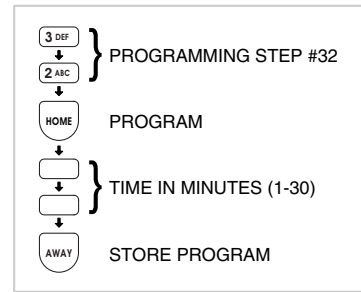 3 DEF
2 ABC
PROGRAMMING STEP #32
HOME
PROGRAM
TIME IN MINUTES (1-30)
AWAY
STORE PROGRAM